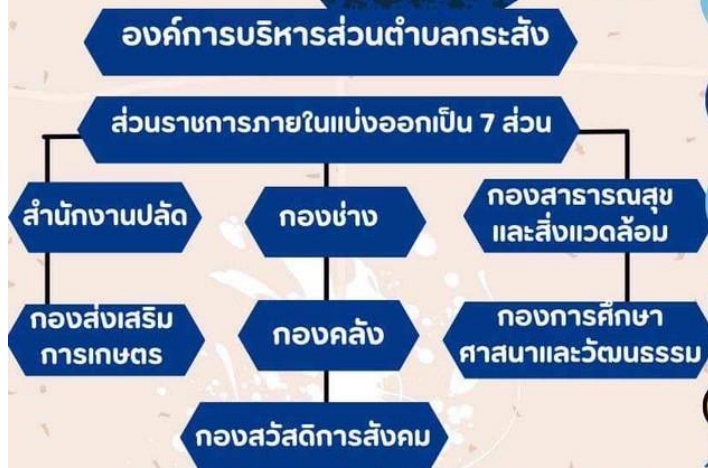 องค์การบริหารส่วนตำบลกระสัง
ส่วนราชการภายในแบ่งออกเป็น 7 ส่วน
สำนักงานปลัด
กองช่าง
กองสาธารณสุข
และสิ่งแวดล้อม
กองส่งเสริม
การเกษตร
กองคลัง
กองการศึกษา
ศาสนาและวัฒนธรรม
กองสวัสดิการสังคม